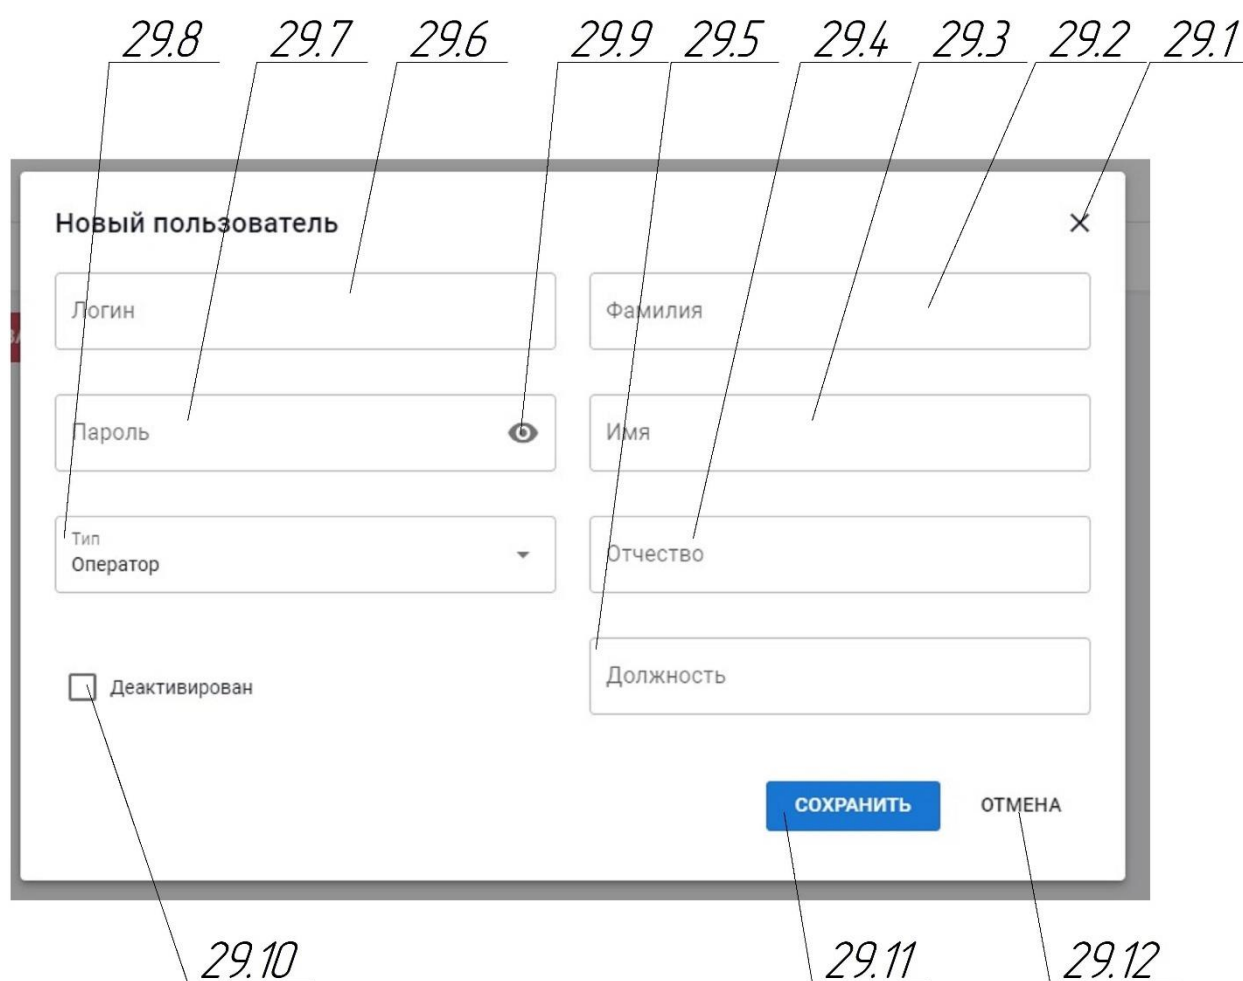 29.8 29.7 29.6 29.9 29.5 29.4 29.3 29.2 29.1
Новый пользователь
Логин
Фамилия
Пароль
Имя
Тип
Оператор
Отчество
Деактивирован
Должность
СОХРАНИТЬ ОТМЕНА
29.10 29.11 29.12